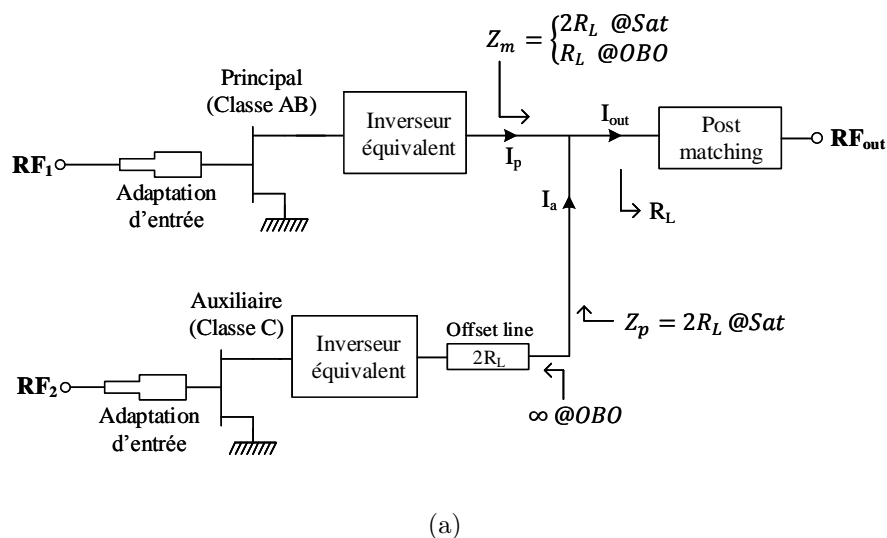 Z_m = {2R_L @Sat
R_L @OBO
Principal
(Classe AB)
Inverseur
équivalent
I_out
Post
matching
RF_1
RF_out
I_p
Adaptation
d'entrée
I_a
R_L
Auxiliaire
(Classe C)
Offset line
Z_p = 2R_L @Sat
Inverseur
équivalent
2R_L
RF_2
∞ @OBO
Adaptation
d'entrée
(a)